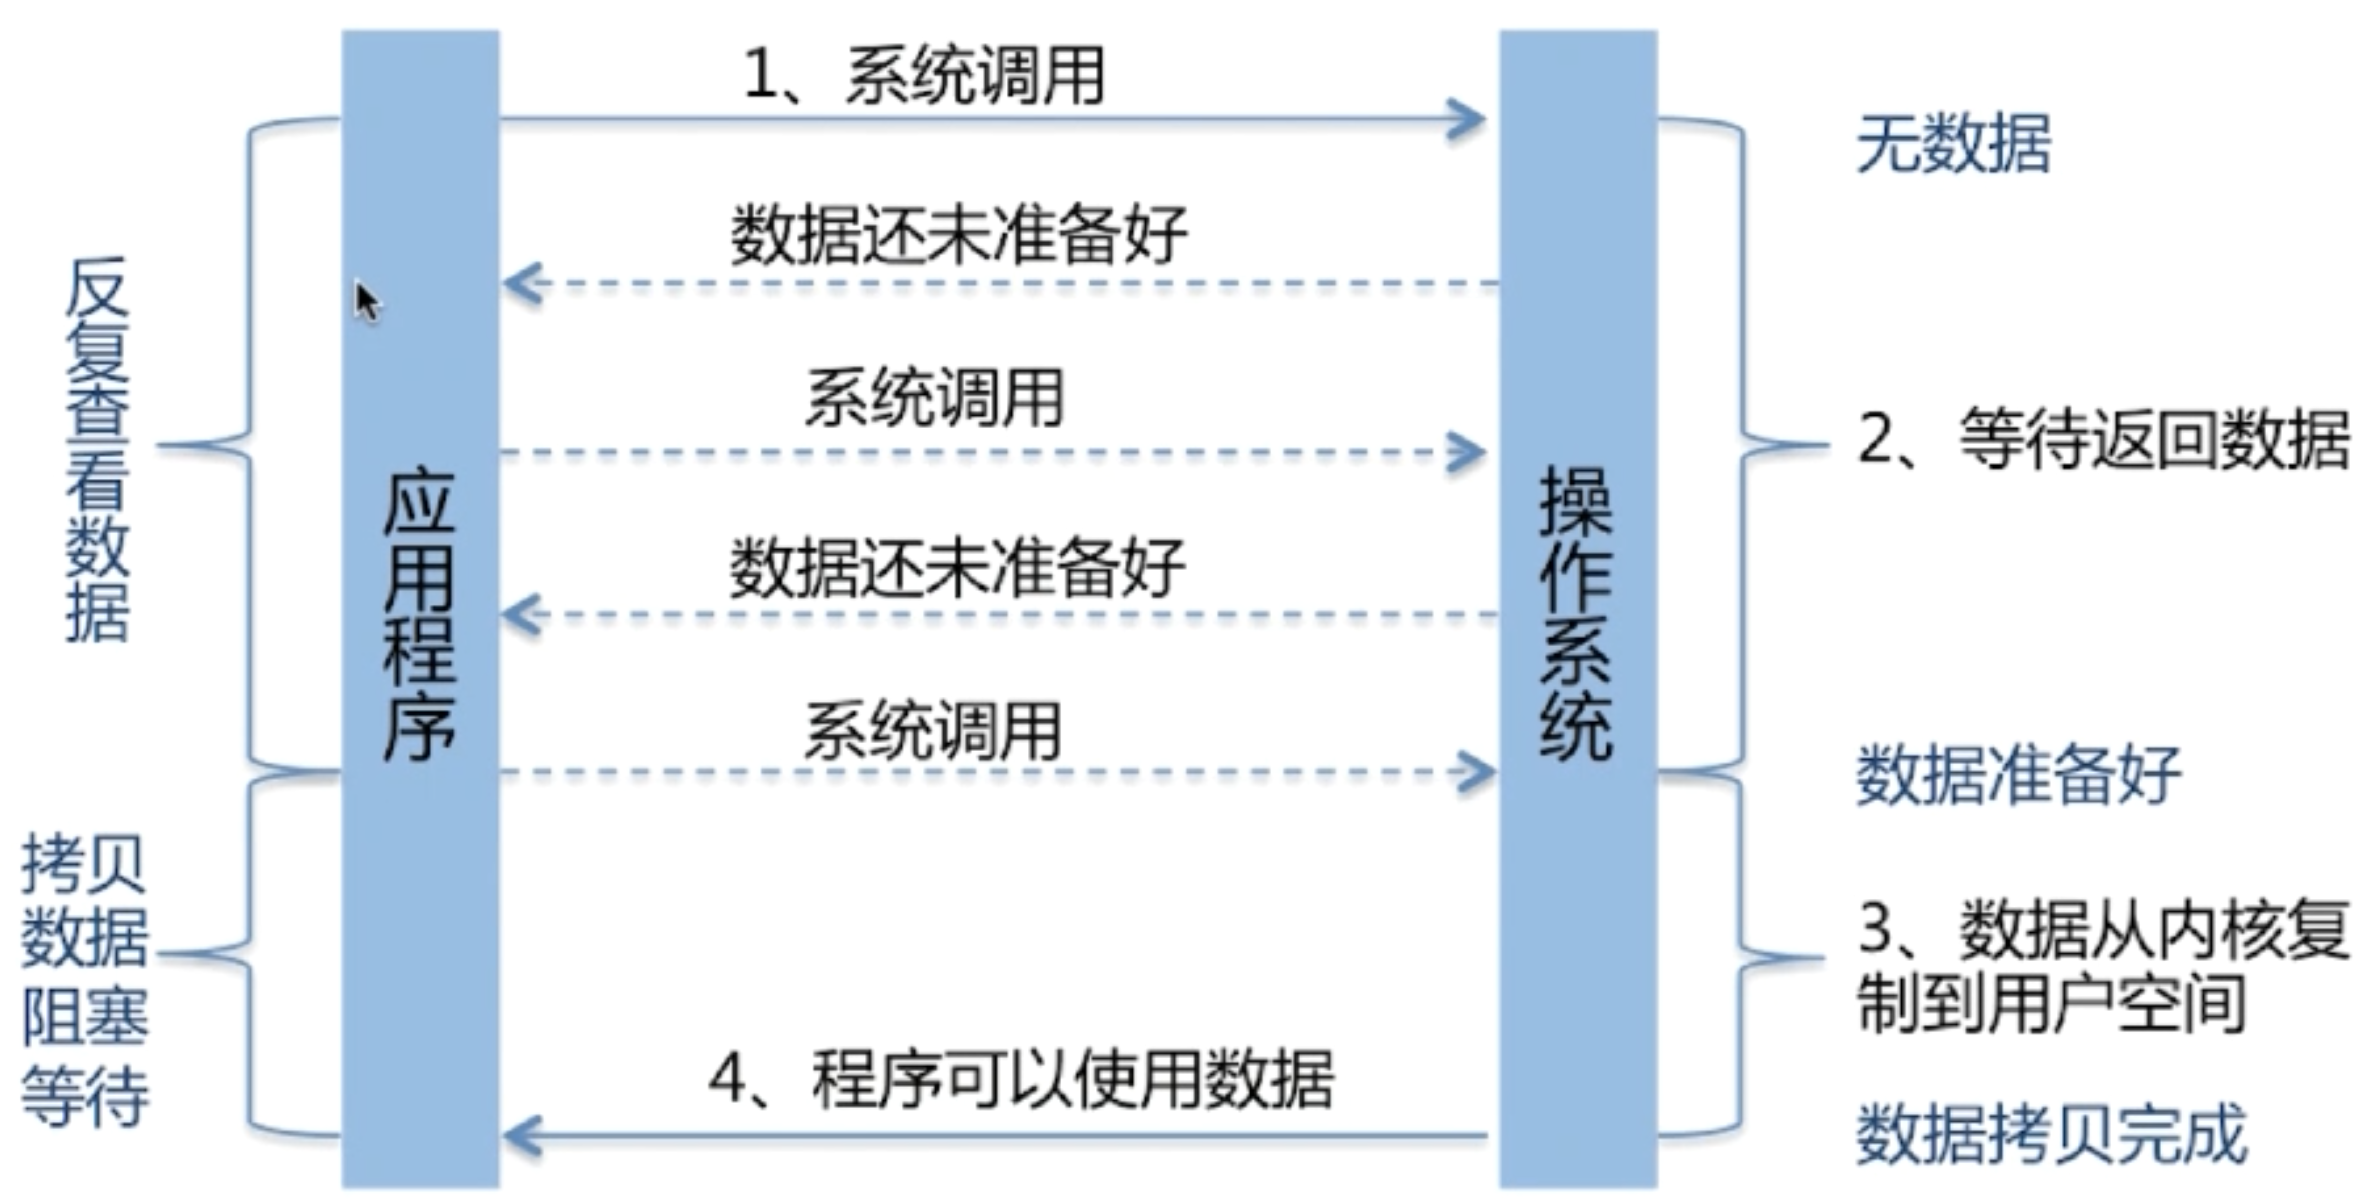 1、系统调用
无数据
数据还未准备好
反复查看数据
系统调用
2、等待返回数据
应用程序
操作系统
数据还未准备好
系统调用
数据准备好
拷贝
数据
阻塞
等待
3、数据从内核复
制到用户空间
4、程序可以使用数据
数据拷贝完成